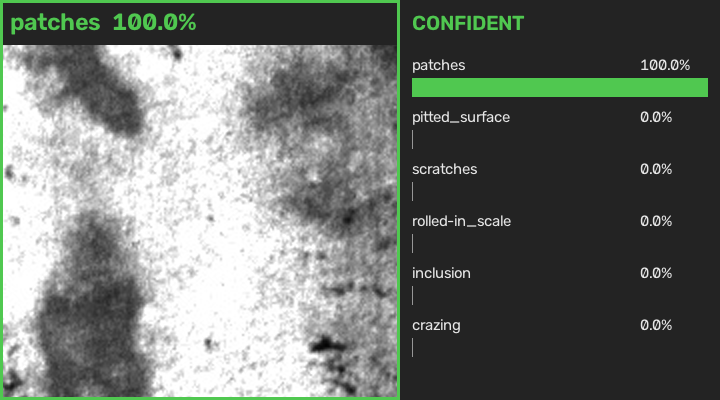 patches 100.0%
CONFIDENT
patches 100.0%
pitted_surface 0.0%
scratches 0.0%
rolled-in_scale 0.0%
inclusion 0.0%
crazing 0.0%